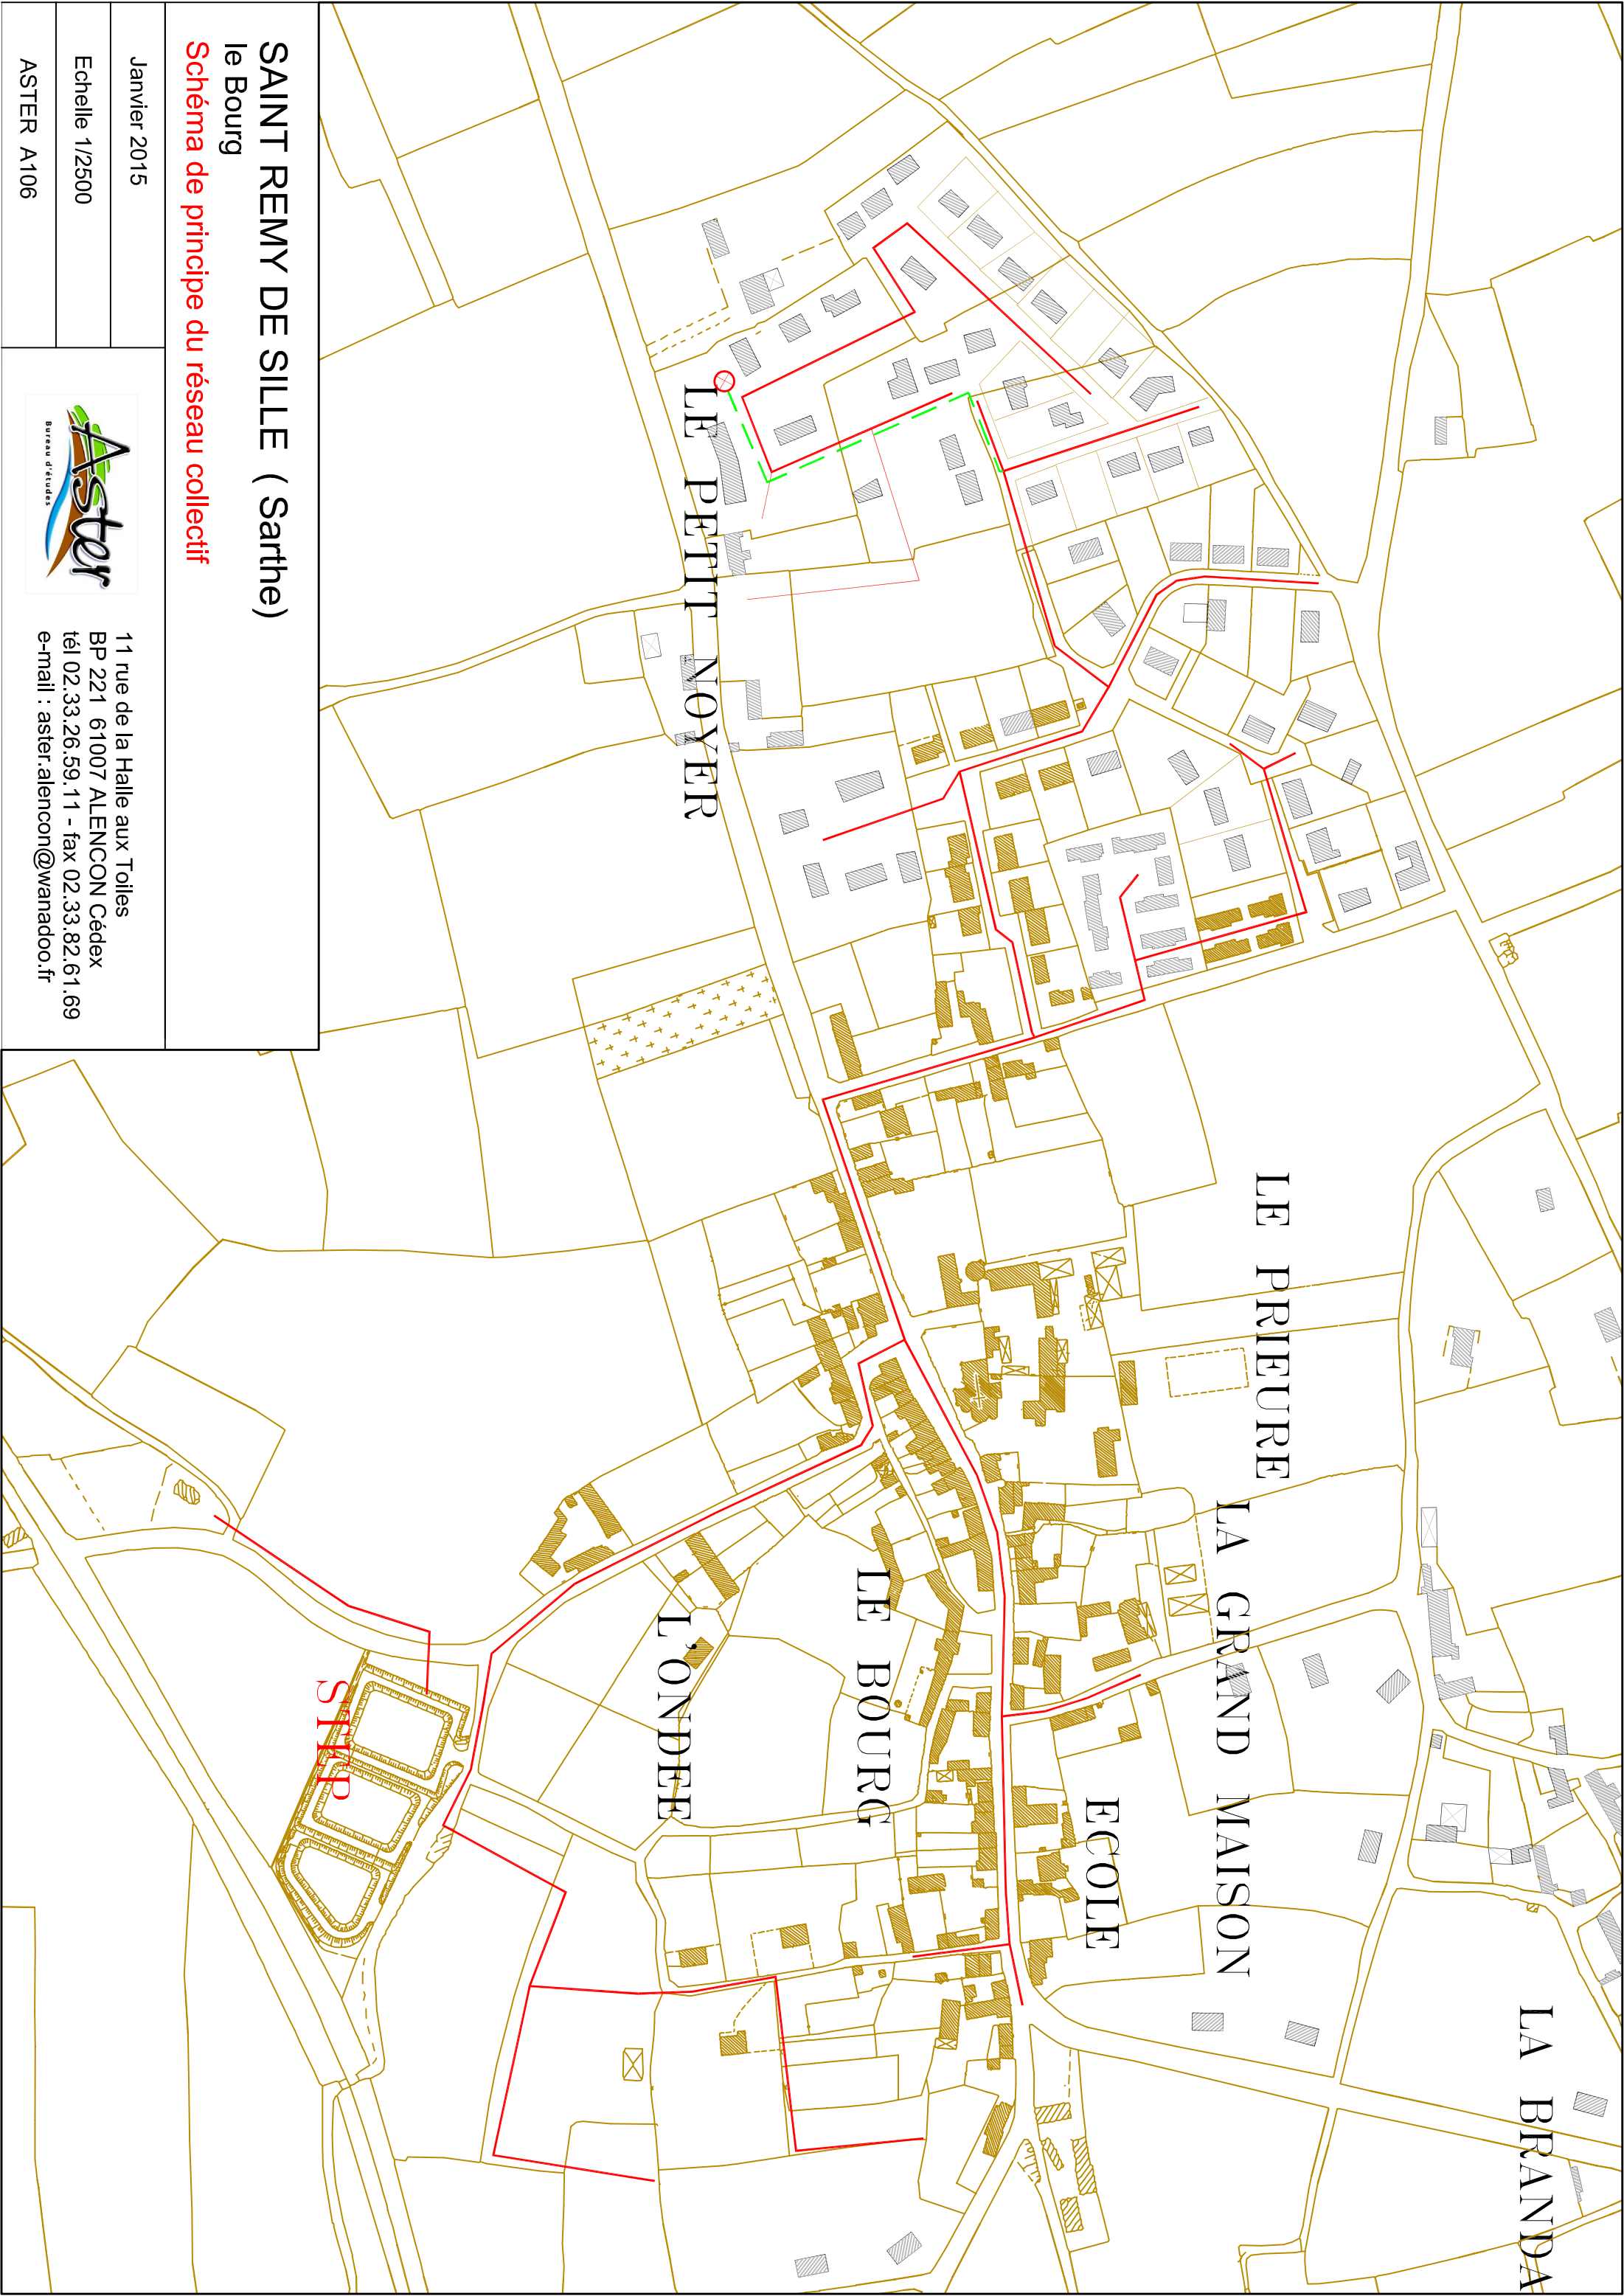 SAINT REMY DE SILLE ( Sarthe)
le Bourg
Schéma de principe du réseau collectif
Janvier 2015
Echelle 1/2500
ASTER A106
Aster
Bureau d'études
11 rue de la Halle aux Toiles
BP 221 61007 ALENCON Cédex
tél 02.33.26.59.11 - fax 02.33.82.61.69
e-mail : aster.alencon@wanadoo.fr
LE PETIT NOYER
LE PRIEURE
LA GRAND MAISON
LE BOURG
L'ONDEE
ECOLE
STEP
LA BRANDA